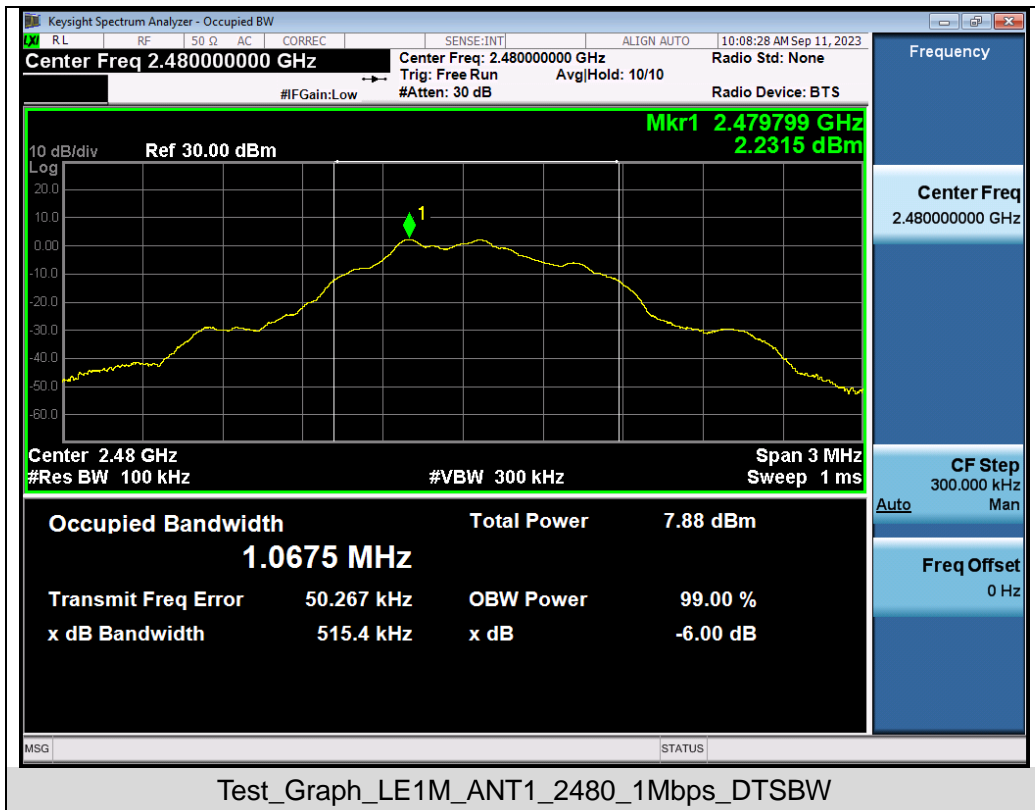 Keysight Spectrum Analyzer - Occupied BW
LXI RL RF 50 Ω AC CORREC SENSE:INT ALIGN AUTO 10:08:28 AM Sep 11, 2023
Center Freq 2.480000000 GHz
Center Freq: 2.480000000 GHz
Radio Std: None
Trig: Free Run Avg|Hold: 10/10
#IFGain:Low
#Atten: 30 dB
Radio Device: BTS
Frequency
Mkr1 2.479799 GHz
2.2315 dBm
10 dB/div Ref 30.00 dBm
Log
20.0
10.0
0.00
-10.0
-20.0
-30.0
-40.0
-50.0
-60.0
1
Center 2.48 GHz Span 3 MHz
#Res BW 100 kHz #VBW 300 kHz Sweep 1 ms
Center Freq
2.480000000 GHz
CF Step
300.000 kHz
Auto Man
Freq Offset
0 Hz
Occupied Bandwidth Total Power 7.88 dBm
1.0675 MHz
Transmit Freq Error 50.267 kHz OBW Power 99.00 %
x dB Bandwidth 515.4 kHz x dB -6.00 dB
MSG STATUS
Test_Graph_LE1M_ANT1_2480_1Mbps_DTSBW